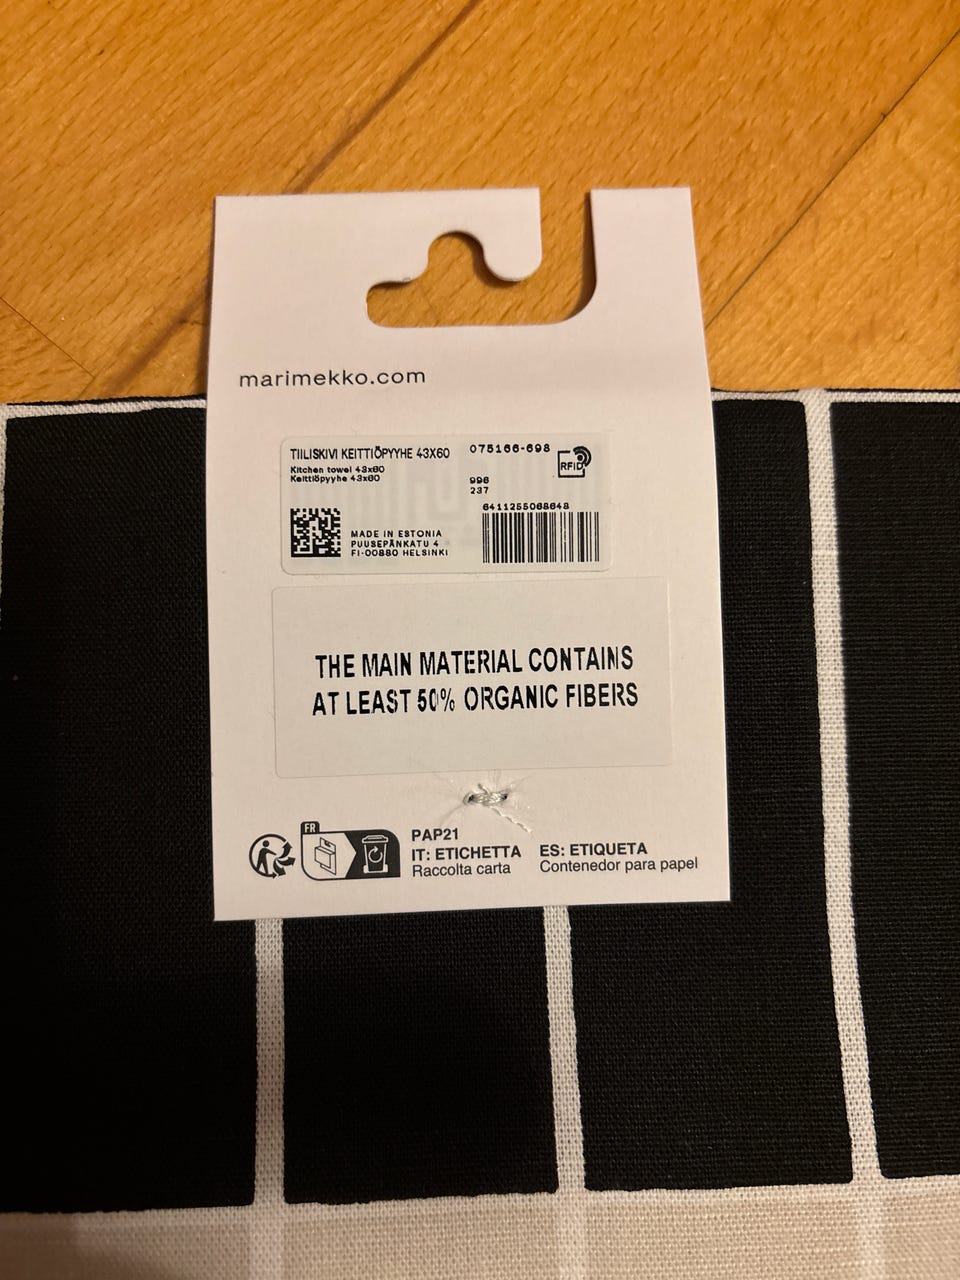 marimekko.com
TIILISKIVI KEITTIÖPYYHE 43X60
075166-698
Kitchen towel 43x60
Keittiöpyyhe 43x60
RFID
998
237
6411255068648
MADE IN ESTONIA
PUUSEPÄNKATU 4
FI-00880 HELSINKI
THE MAIN MATERIAL CONTAINS
AT LEAST 50% ORGANIC FIBERS
FR
PAP21
IT: ETICHETTA
Raccolta carta
ES: ETIQUETA
Contenedor para papel